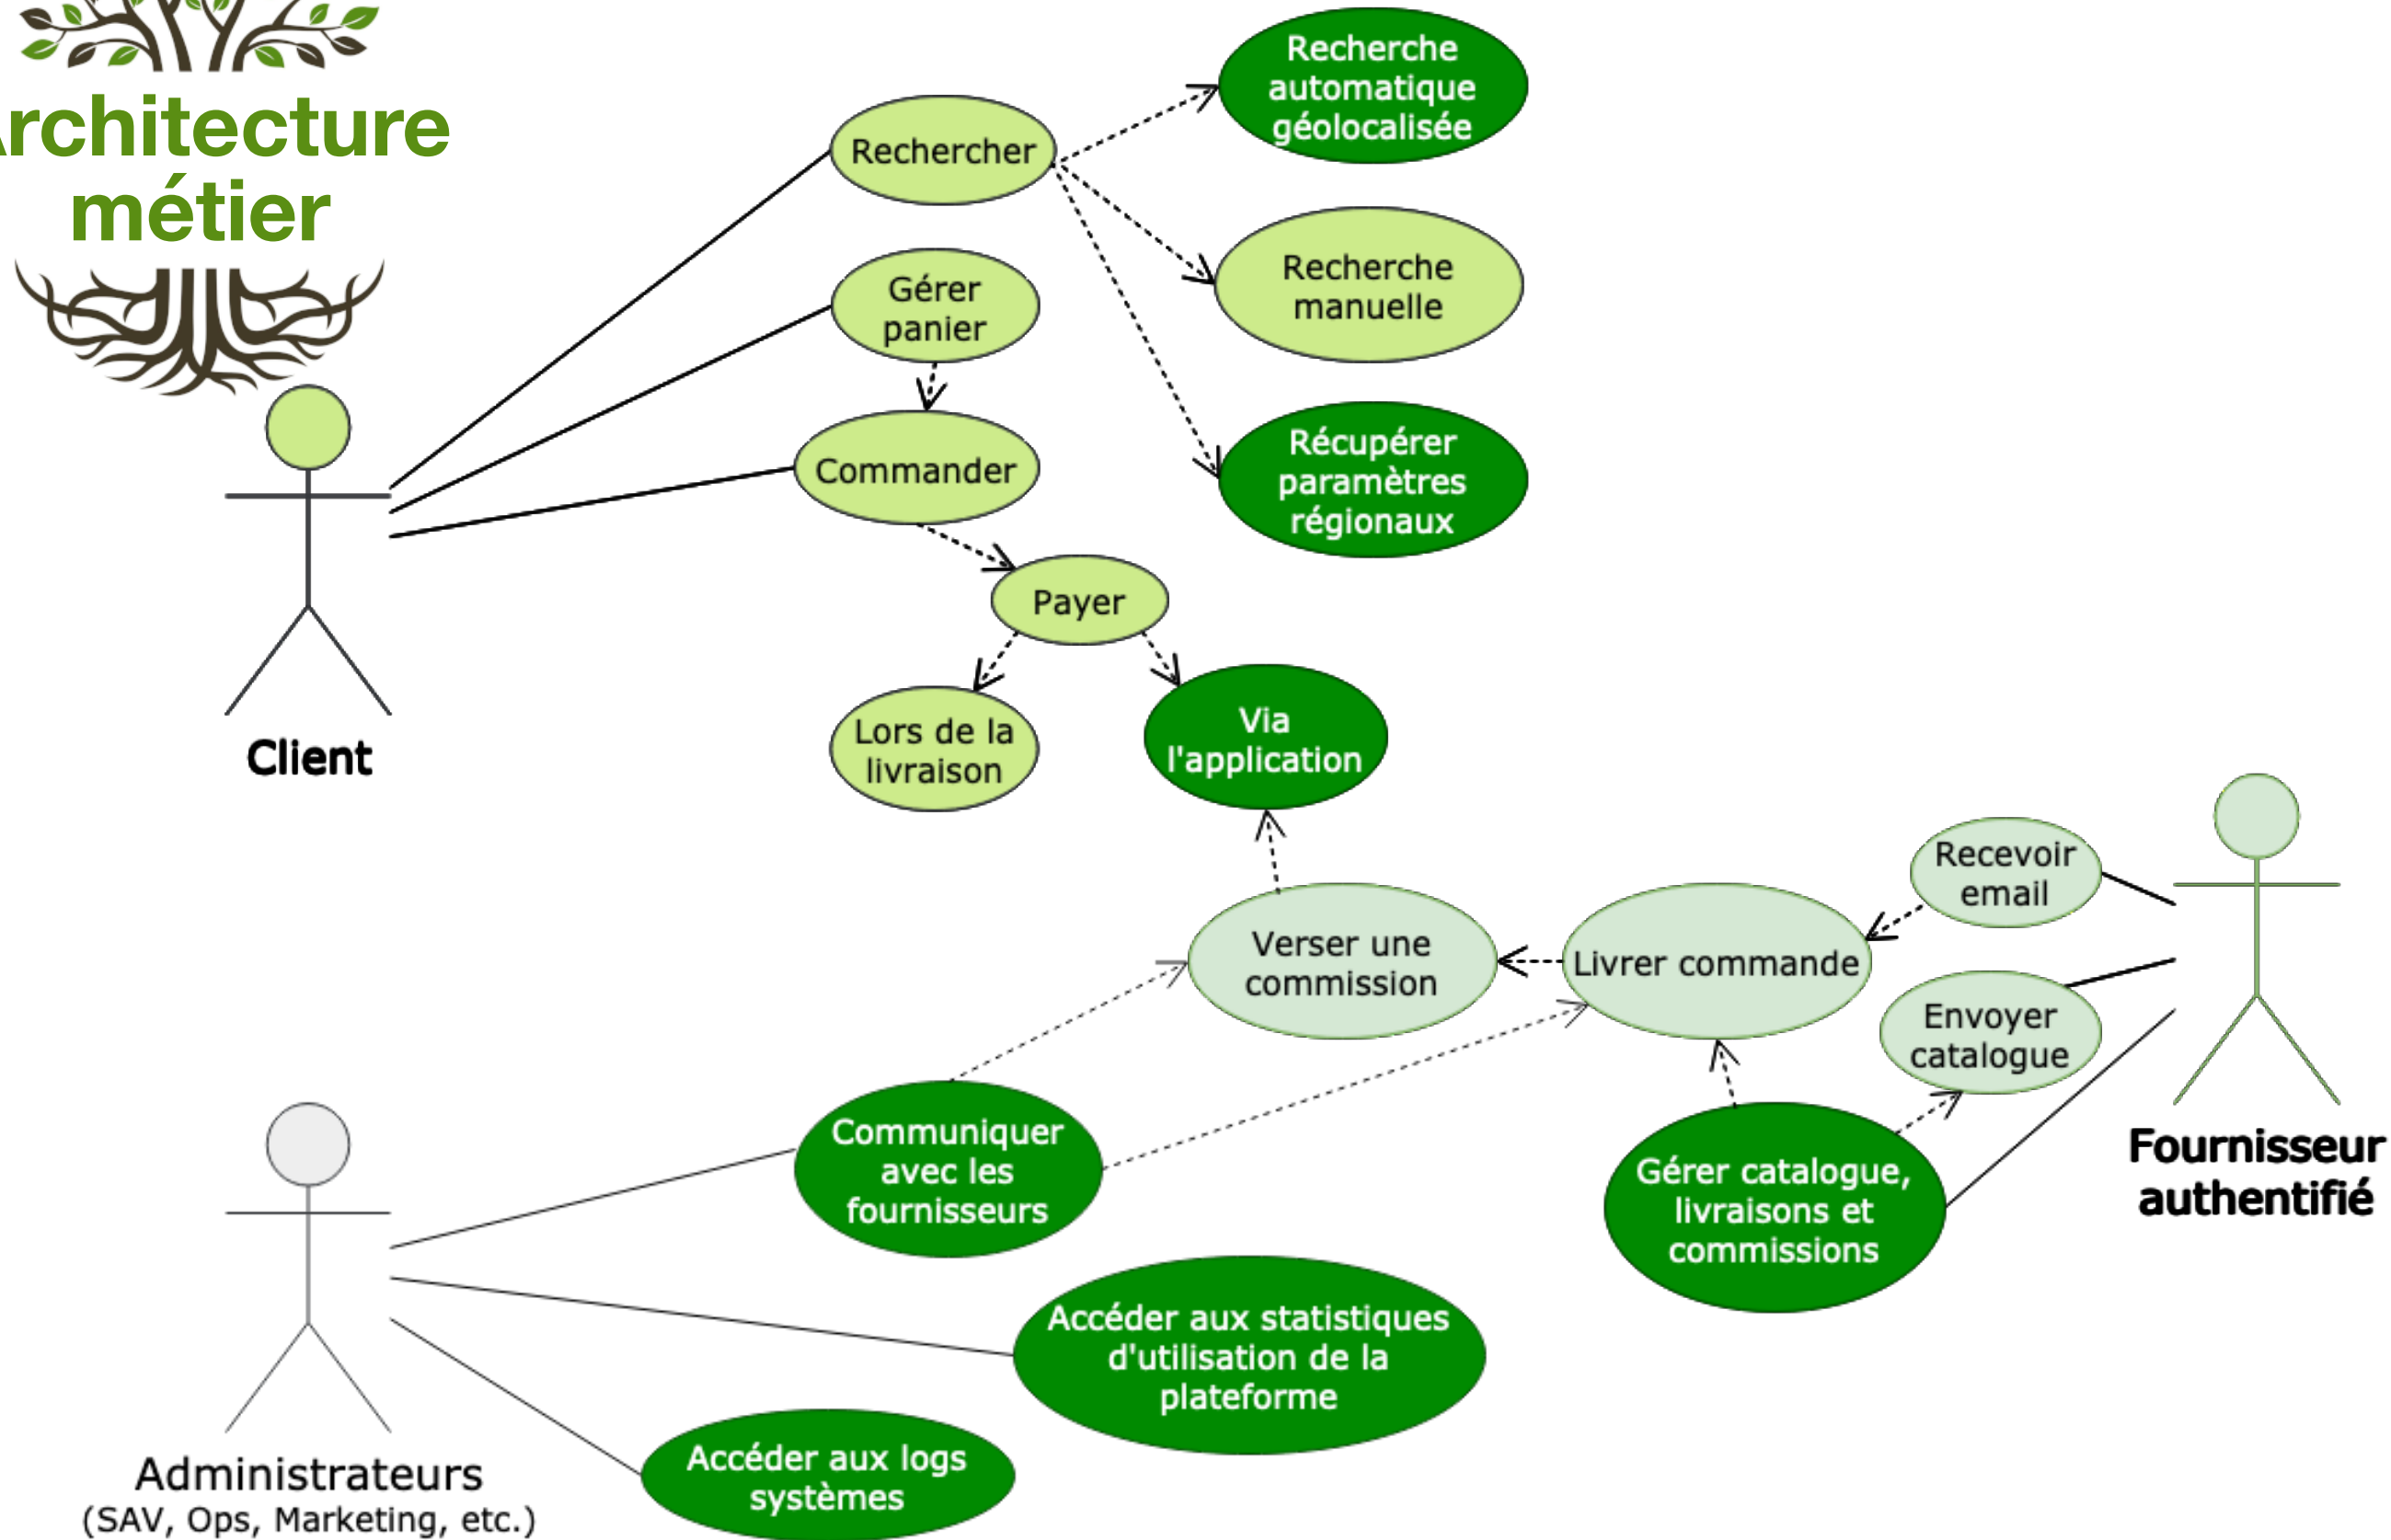 Architecture
métier
Recherche
automatique
géolocalisée
Rechercher
Recherche
manuelle
Gérer
panier
Récupérer
paramètres
régionaux
Commander
Payer
Lors de la
livraison
Via
l'application
Client
Recevoir
email
Verser une
commission
Livrer commande
Envoyer
catalogue
Fournisseur
authentifié
Communiquer
avec les
fournisseurs
Gérer catalogue,
livraisons et
commissions
Accéder aux statistiques
d'utilisation de la
plateforme
Accéder aux logs
systèmes
Administrateurs
(SAV, Ops, Marketing, etc.)